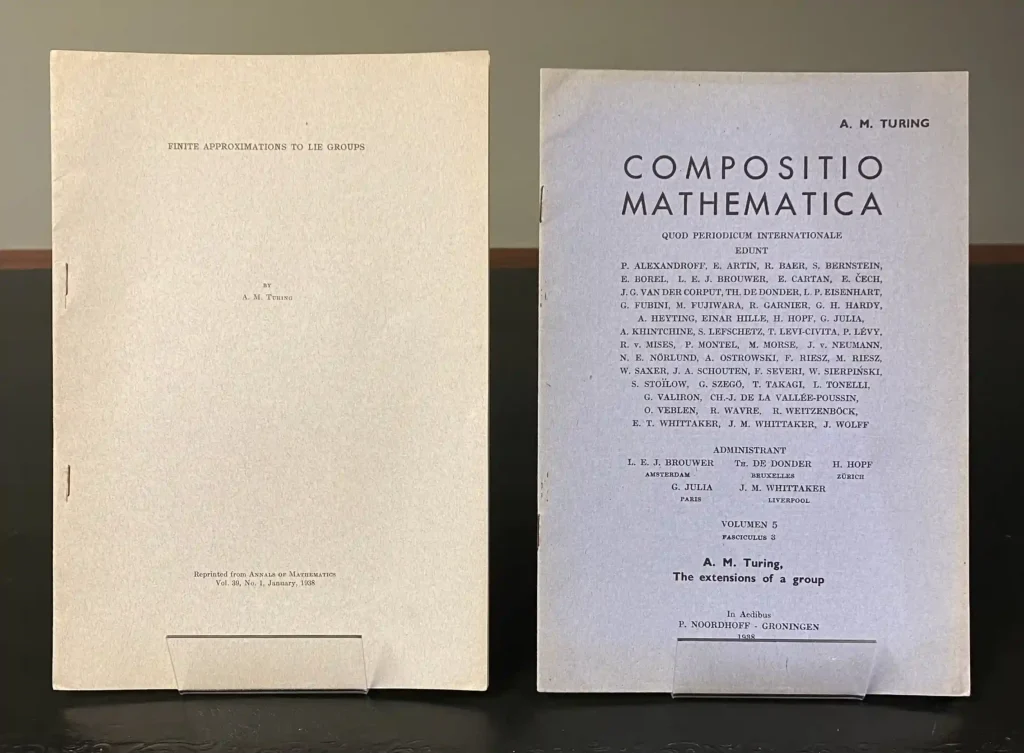 FINITE APPROXIMATIONS TO LIE GROUPS
BY
A. M. TURING
Reprinted from ANNALS OF MATHEMATICS
Vol. 39, No. 1, January, 1938
A. M. TURING
COMPOSITIO
MATHEMATICA
QUOD PERIODICUM INTERNATIONALE
EDUNT
P. ALEXANDROFF, E. ARTIN, R. BAER, S. BERNSTEIN,
E. BOREL, L. E. J. BROUWER, E. CARTAN, E. ČECH,
J. G. VAN DER CORPUT, TH. DE DONDER, L. P. EISENHART,
G. FUBINI, M. FUJIWARA, R. GARNIER, G. H. HARDY,
A. HEYTING, EINAR HILLE, H. HOPF, G. JULIA,
A. KHINTCHINE, S. LEFSCHETZ, T. LEVI-CIVITA, P. LÉVY,
R. v. MISES, P. MONTEL, M. MORSE, J. v. NEUMANN,
N. E. NÖRLUND, A. OSTROWSKI, F. RIESZ, M. RIESZ,
W. SAXER, J. A. SCHOUTEN, F. SEVERI, W. SIERPIŃSKI,
S. STOÏLOW, G. SZEGÖ, T. TAKAGI, L. TONELLI,
G. VALIRON, CH.-J. DE LA VALLÉE-POUSSIN,
O. VEBLEN, R. WAVRE, R. WEITZENBÖCK,
E. T. WHITTAKER, J. M. WHITTAKER, J. WOLFF
ADMINISTRANT
L. E. J. BROUWER TH. DE DONDER H. HOPF
AMSTERDAM BRUXELLES ZÜRICH
G. JULIA J. M. WHITTAKER
PARIS LIVERPOOL
VOLUMEN 5
FASCICULUS 3
A. M. Turing,
The extensions of a group
In Aedibus
P. NOORDHOFF - GRONINGEN
1938